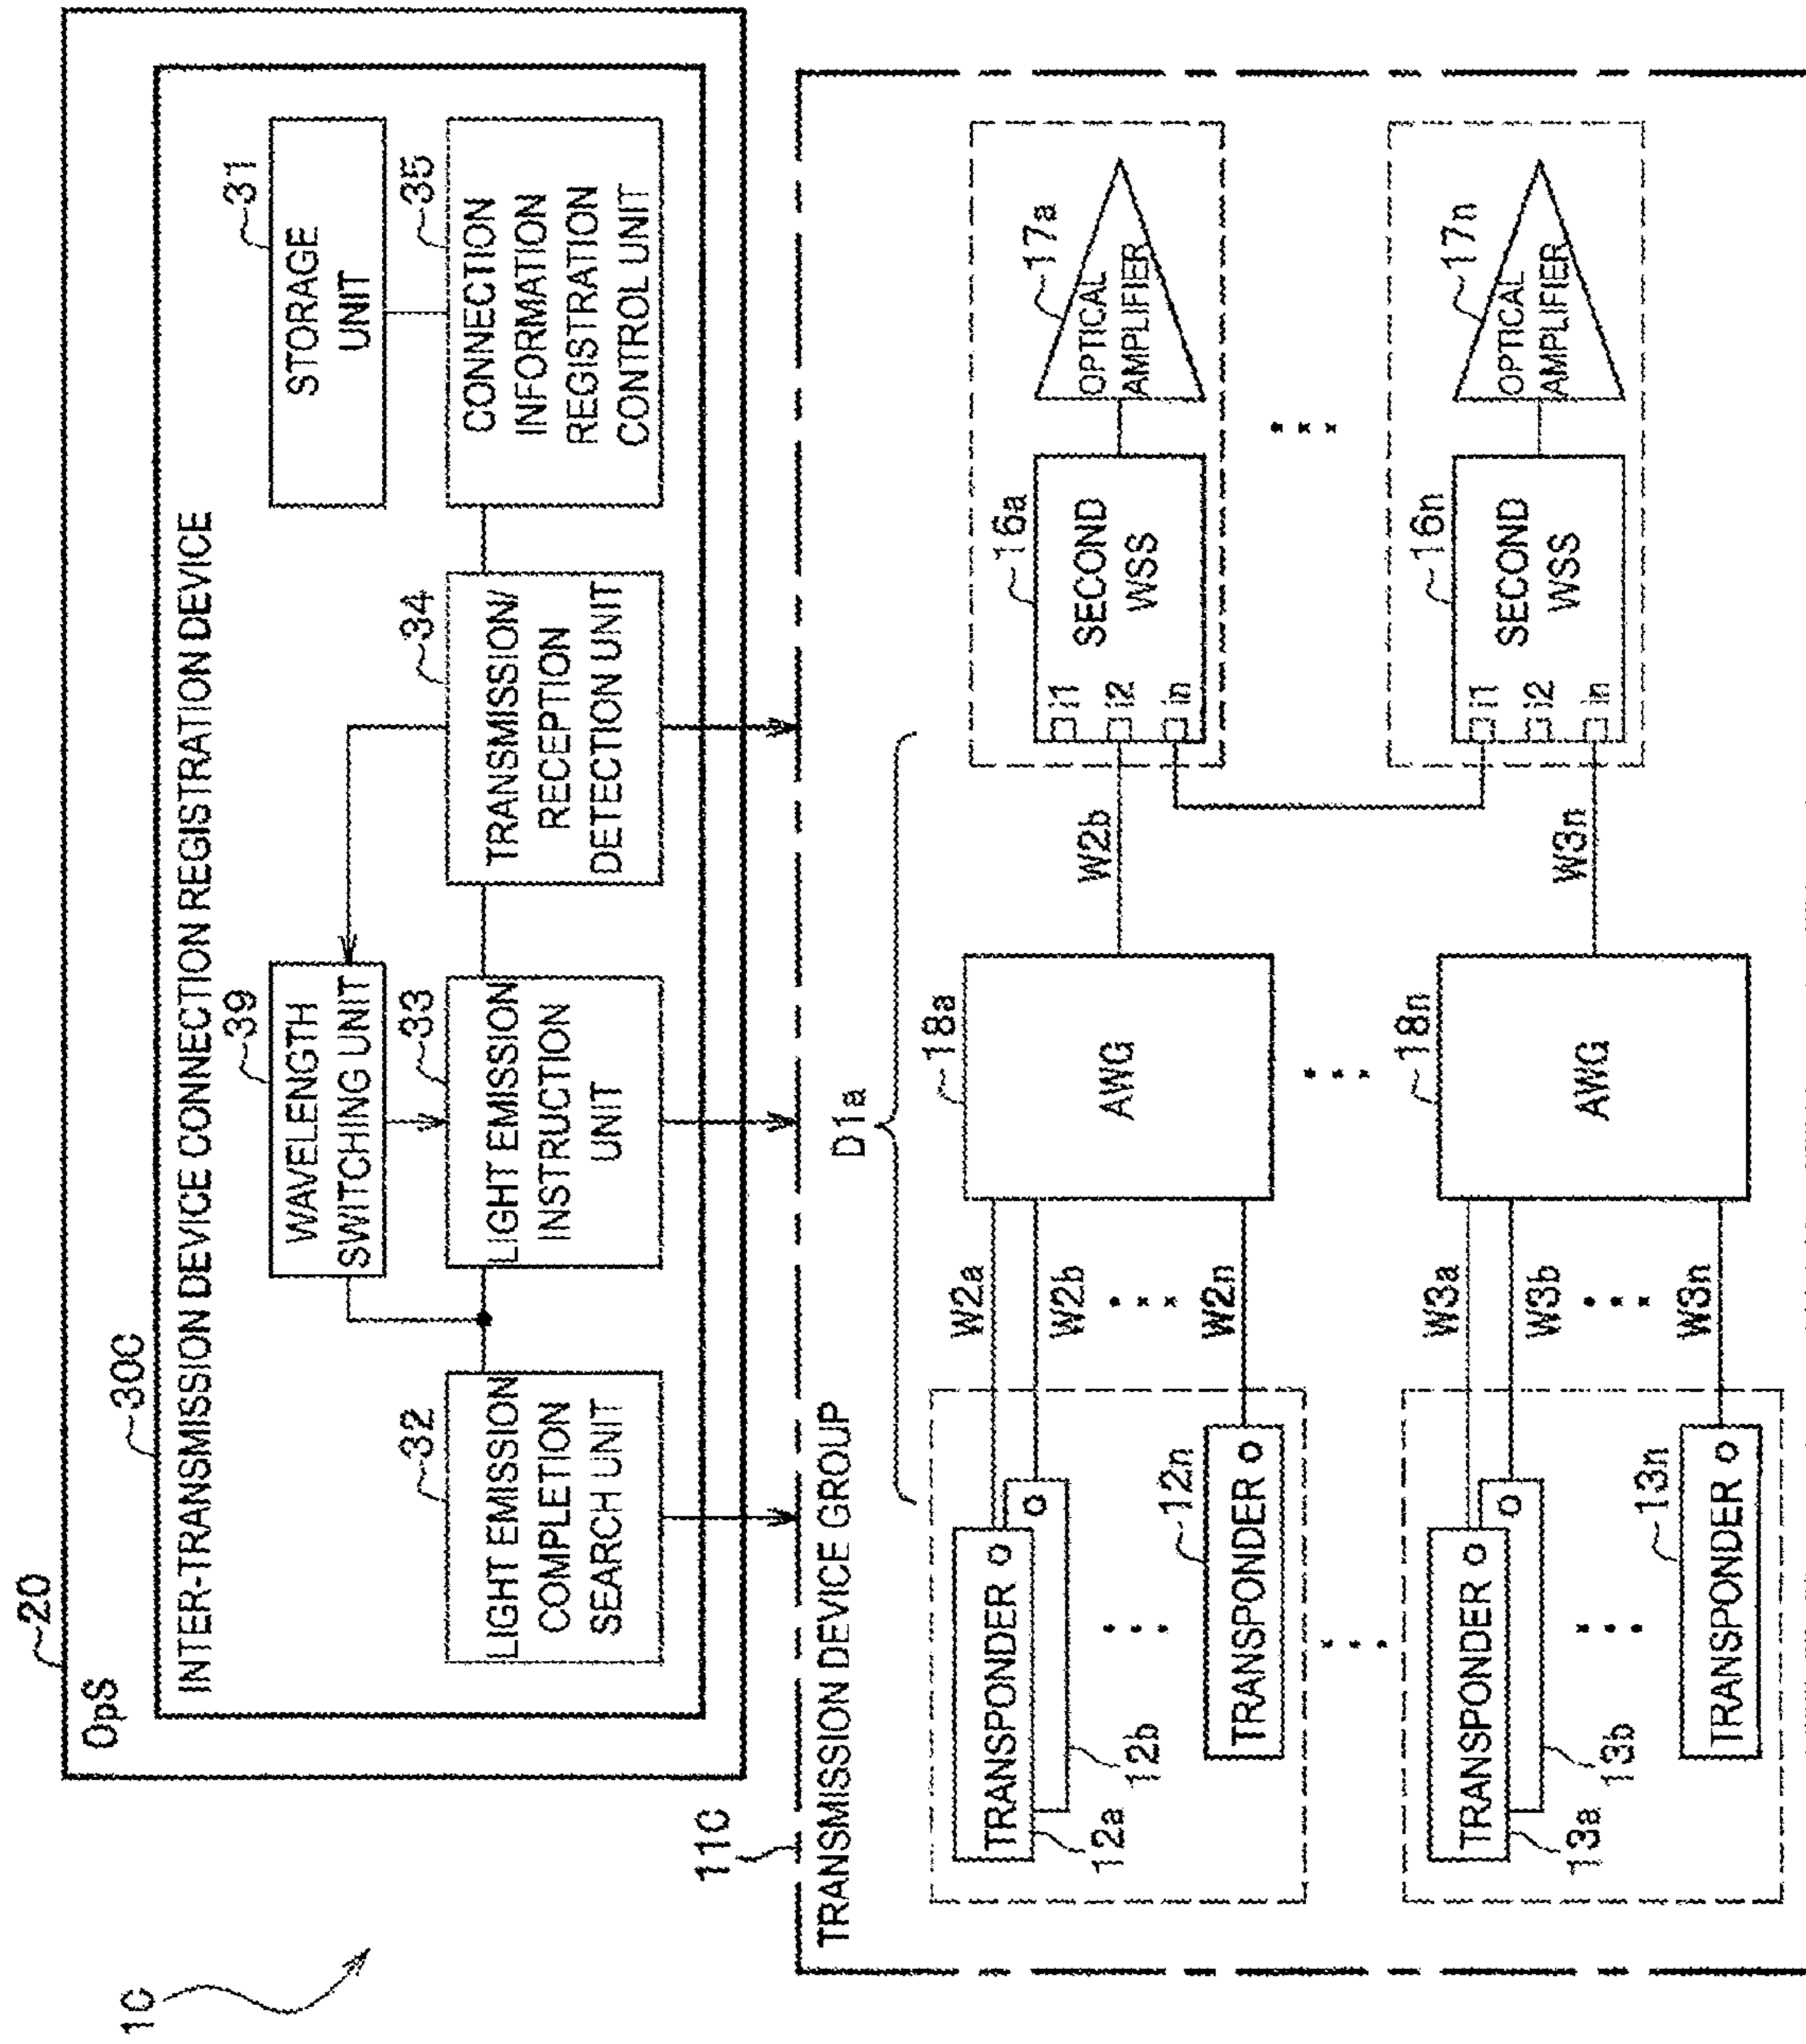 1C
20
OpS
30C
INTER-TRANSMISSION DEVICE CONNECTION REGISTRATION DEVICE
39
WAVELENGTH
SWITCHING UNIT
31
STORAGE
UNIT
32
LIGHT EMISSION
COMPLETION
SEARCH UNIT
33
LIGHT EMISSION
INSTRUCTION
UNIT
34
TRANSMISSION/
RECEPTION
DETECTION UNIT
35
CONNECTION
INFORMATION
REGISTRATION
CONTROL UNIT
11C
TRANSMISSION DEVICE GROUP
D1a
TRANSPONDER
12a
12b
12n
TRANSPONDER
W2a
W2b
W2n
18a
AWG
W2b
16a
i1
i2
in
SECOND
WSS
17a
OPTICAL
AMPLIFIER
TRANSPONDER
13a
13b
13n
TRANSPONDER
W3a
W3b
W3n
18n
AWG
W3n
16n
i1
i2
in
SECOND
WSS
17n
OPTICAL
AMPLIFIER